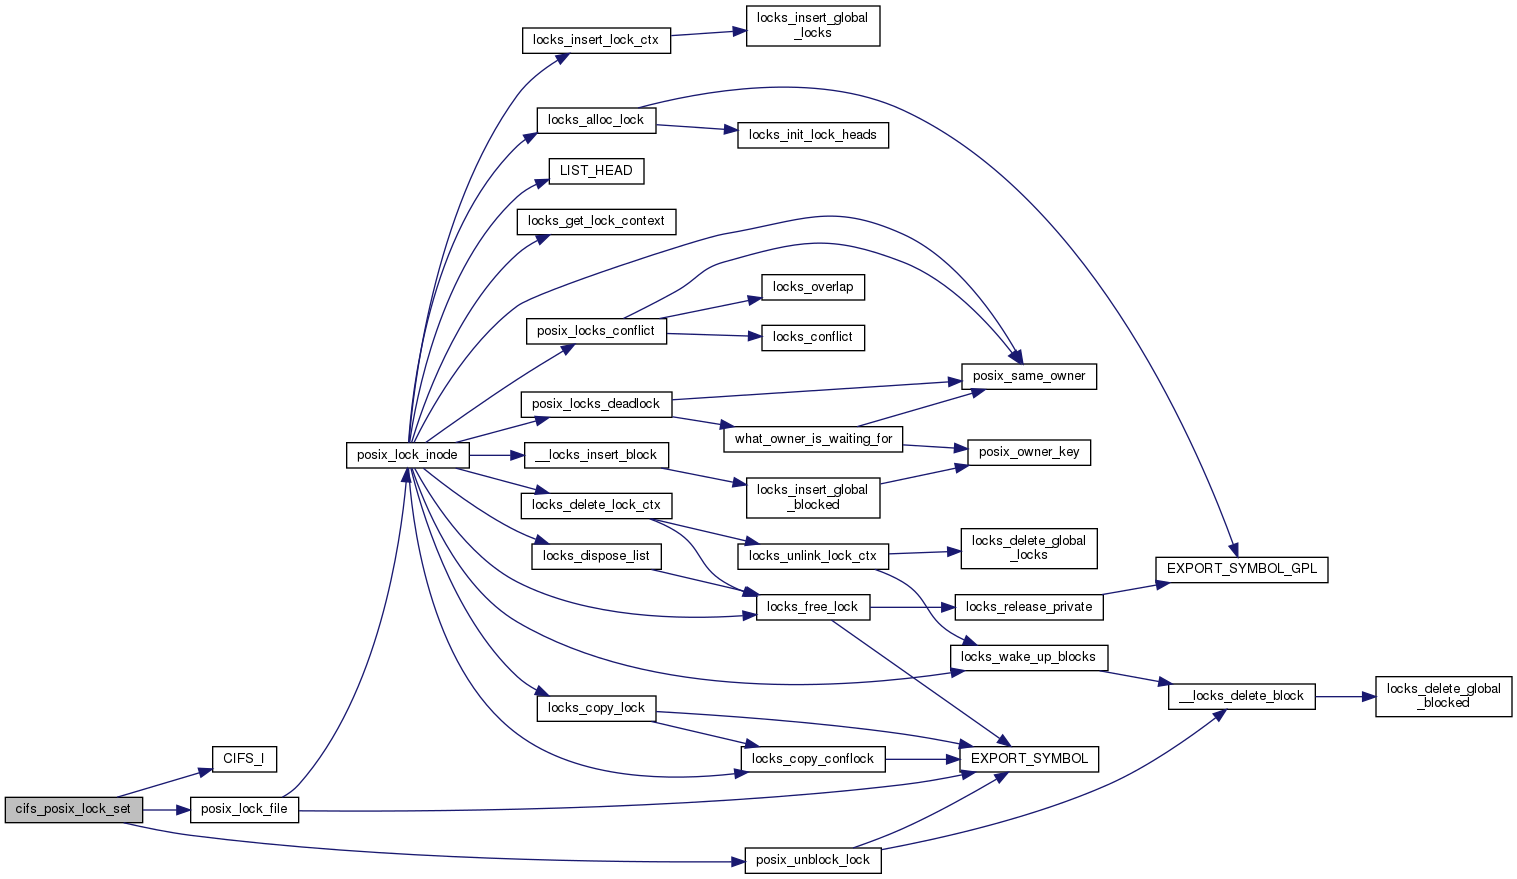 locks_insert_global
_locks
locks_insert_lock_ctx
locks_alloc_lock
locks_init_lock_heads
LIST_HEAD
locks_get_lock_context
locks_overlap
posix_locks_conflict
locks_conflict
posix_same_owner
posix_locks_deadlock
what_owner_is_waiting_for
posix_lock_inode
__locks_insert_block
posix_owner_key
locks_insert_global
_blocked
locks_delete_lock_ctx
locks_dispose_list
locks_unlink_lock_ctx
locks_delete_global
_locks
EXPORT_SYMBOL_GPL
locks_free_lock
locks_release_private
locks_wake_up_blocks
__locks_delete_block
locks_delete_global
_blocked
locks_copy_lock
CIFS_I
locks_copy_conflock
EXPORT_SYMBOL
cifs_posix_lock_set
posix_lock_file
posix_unblock_lock